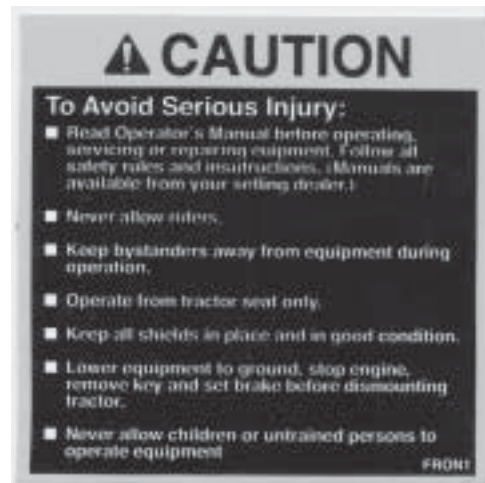 CAUTION
To Avoid Serious Injury:
Read Operator's Manual before operating,
servicing or repairing euipment. Follow all
safety rules and insutructions. (Manuals are
available from your selling dealer.)
Never allow riders.
Keep bystanders away from equipment during
operation.
Operate from tractor seat only.
Keep all shields in place and in good condition.
Lower equipment to ground, stop engine,
remove key and set brake before dismounting
tractor.
Never allow children or untrained persons to
operate equipment
FRON1